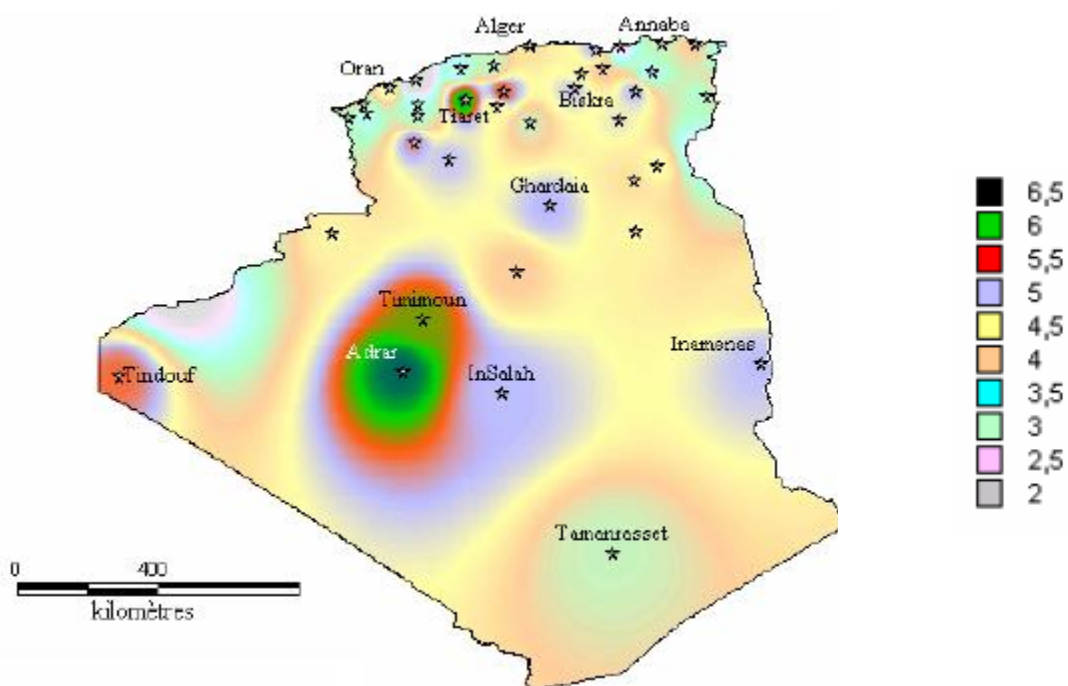 Alger
Annaba
Oran
Tiaret
Biskra
Ghardaia
Timimoun
Adrar
InSalah
Inamenas
Tindouf
Tamanrasset
0 400
kilomètres
6,5
6
5,5
5
4,5
4
3,5
3
2,5
2